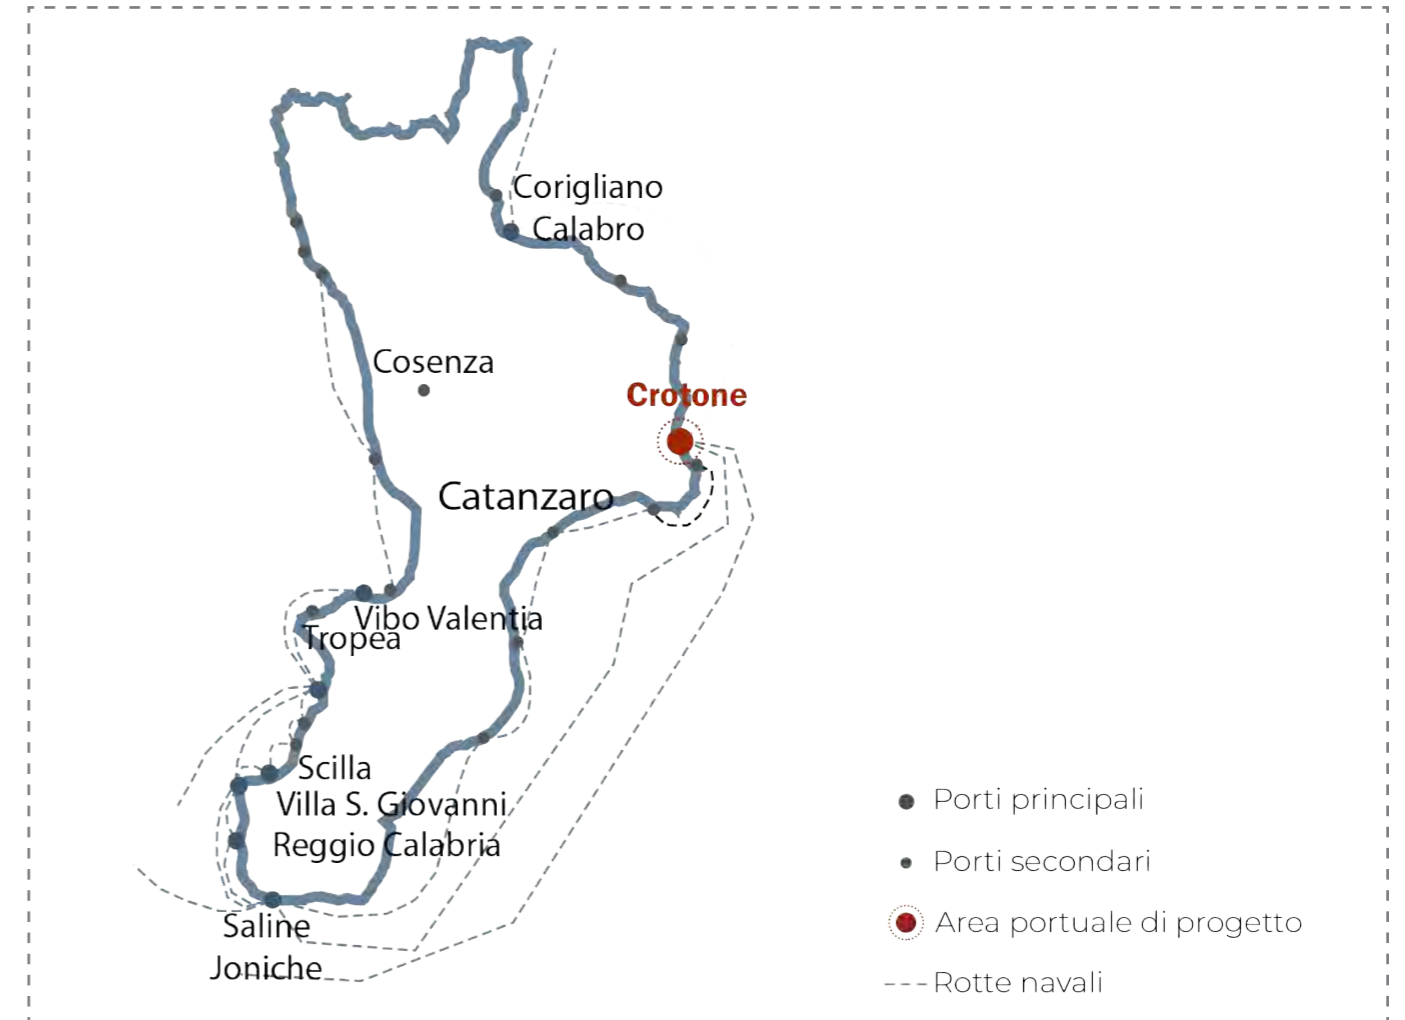 Corigliano
Calabro
Cosenza
Crotone
Catanzaro
Vibo Valentia
Tropea
Scilla
Villa S. Giovanni
Reggio Calabria
Saline
Joniche
Porti principali
Porti secondari
Area portuale di progetto
Rotte navali